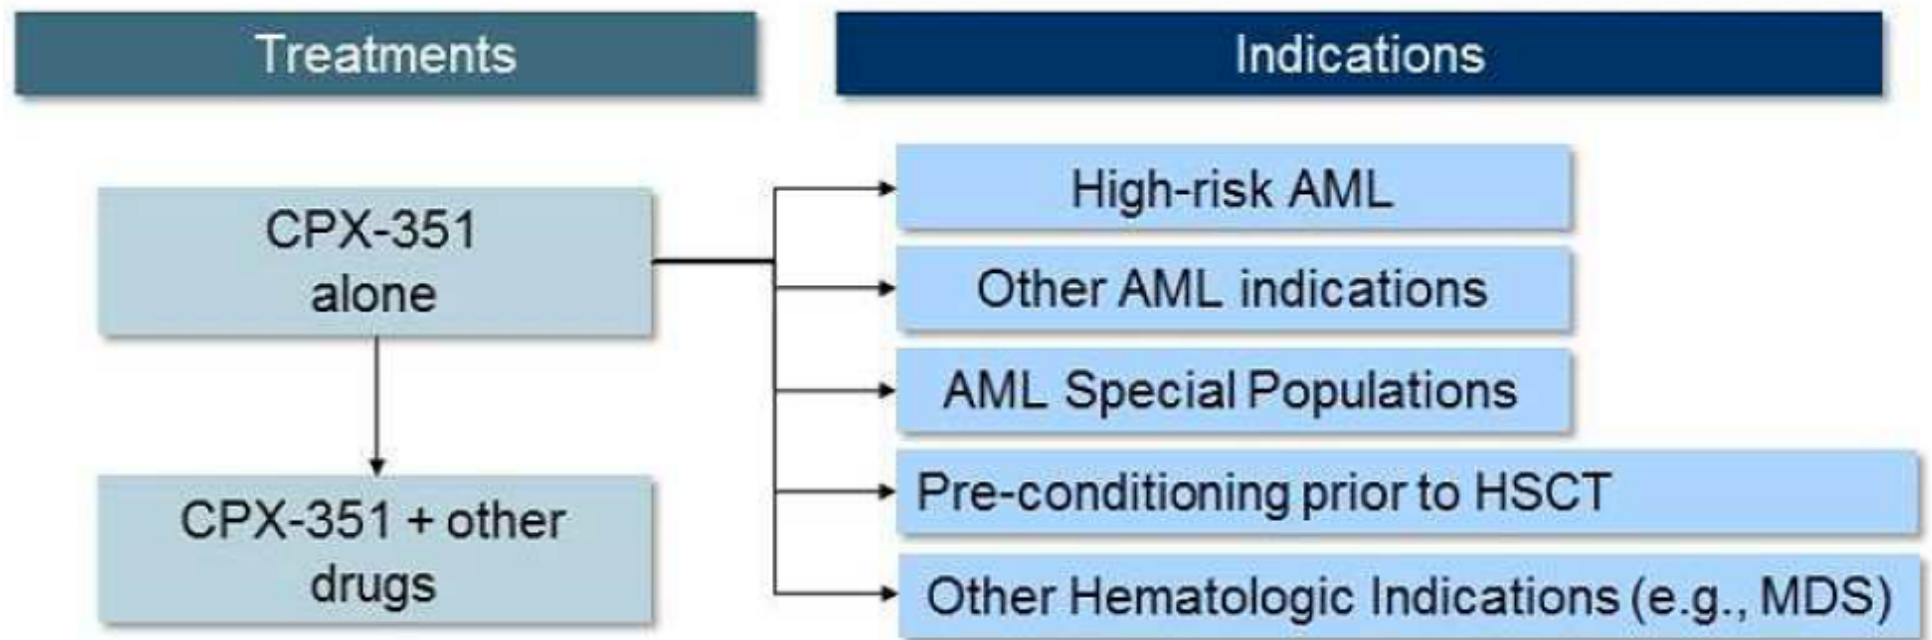 Treatments
Indications
CPX-351
alone
CPX-351 + other
drugs
High-risk AML
Other AML indications
AML Special Populations
Pre-conditioning prior to HSCT
Other Hematologic Indications (e.g., MDS)